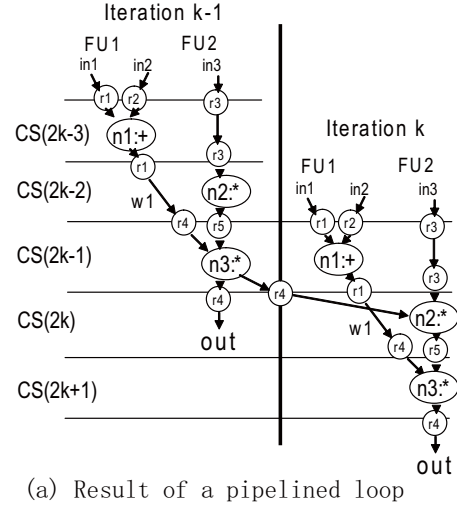 Iteration k-1
FU1 FU2
in1 in2 in3
r1 r2 r3
CS(2k-3) n1:+
r1 r3
CS(2k-2) n2:*
w1
r4 r5
CS(2k-1) n3:*
r4
out
Iteration k
FU1 FU2
in1 in2 in3
r1 r2 r3
n1:+
r4 r1 r3
CS(2k) n2:*
w1
r4 r5
CS(2k+1) n3:*
r4
out
(a) Result of a pipelined loop